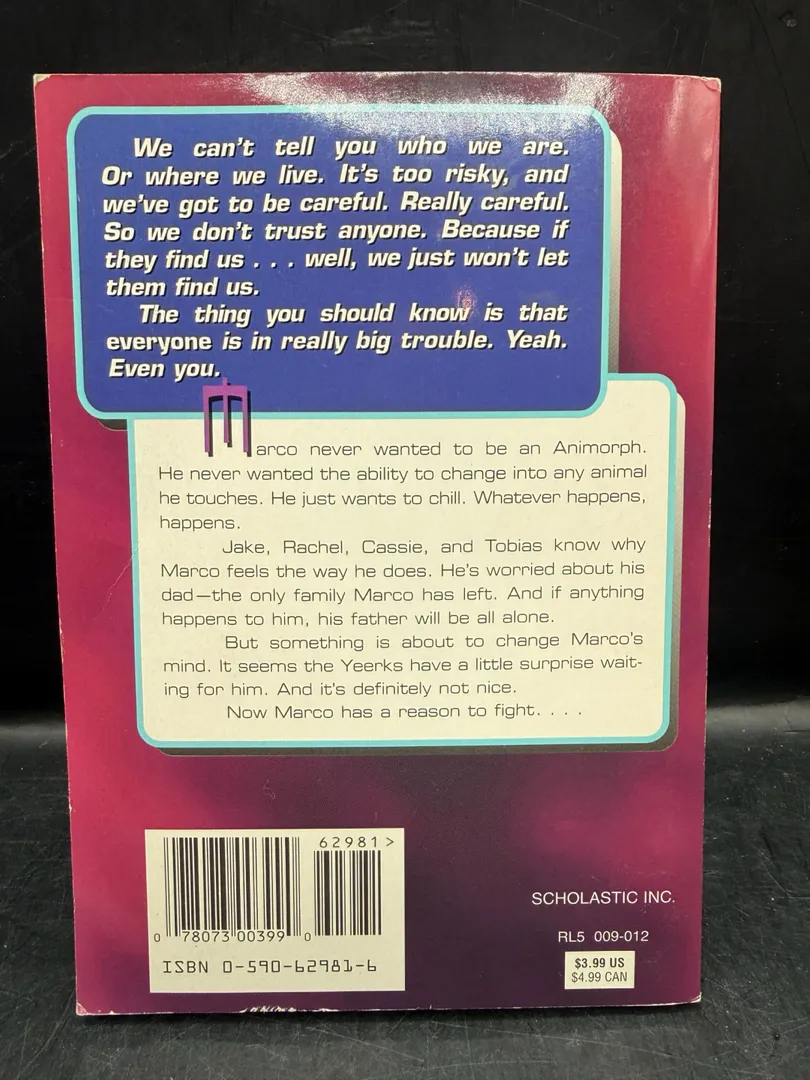 We can't tell you who we are.
Or where we live. It's too risky, and
we've got to be careful. Really careful.
So we don't trust anyone. Because if
they find us . . . well, we just won't let
them find us.
The thing you should know is that
everyone is in really big trouble. Yeah.
Even you.
Marco never wanted to be an Animorph.
He never wanted the ability to change into any animal
he touches. He just wants to chill. Whatever happens,
happens.
Jake, Rachel, Cassie, and Tobias know why
Marco feels the way he does. He's worried about his
dad—the only family Marco has left. And if anything
happens to him, his father will be all alone.
But something is about to change Marco's
mind. It seems the Yeerks have a little surprise wait-
ing for him. And it's definitely not nice.
Now Marco has a reason to fight. . . .
62981>
0 78073 00399 0
ISBN 0-590-62981-6
SCHOLASTIC INC.
RL5 009-012
$3.99 US
$4.99 CAN